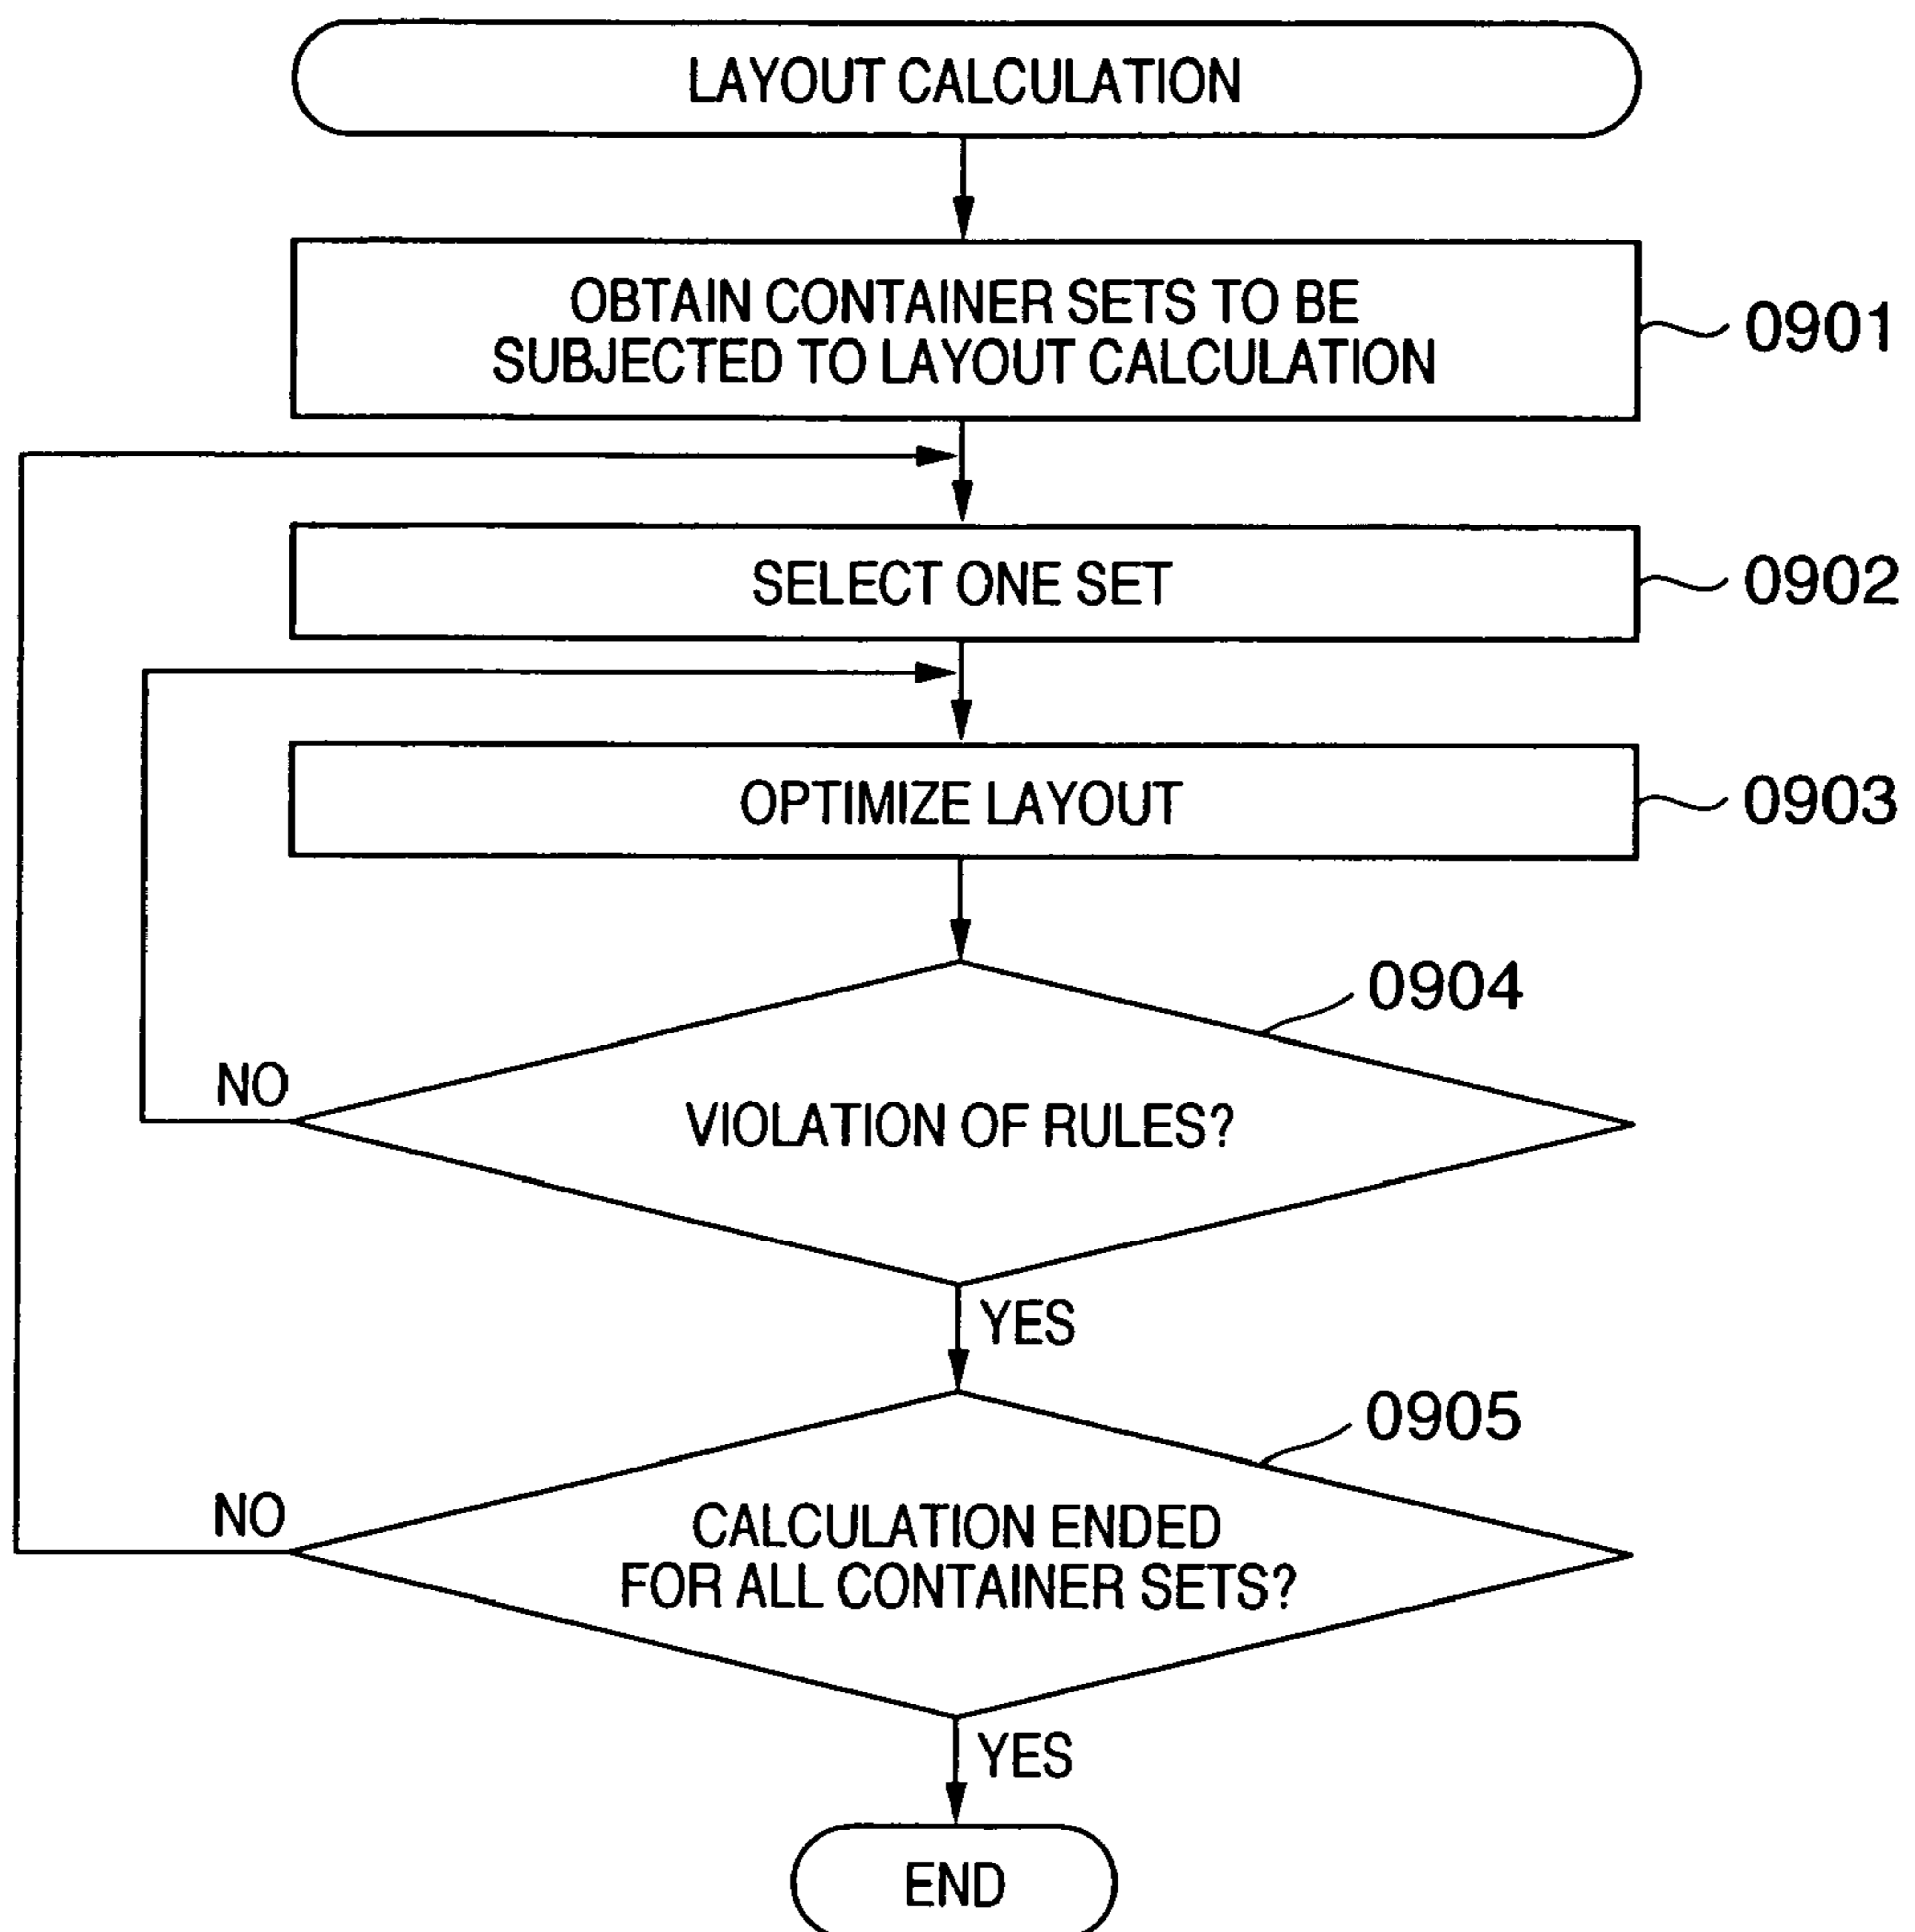 LAYOUT CALCULATION
OBTAIN CONTAINER SETS TO BE
SUBJECTED TO LAYOUT CALCULATION
0901
SELECT ONE SET
0902
OPTIMIZE LAYOUT
0903
0904
NO
VIOLATION OF RULES?
YES
0905
NO
CALCULATION ENDED
FOR ALL CONTAINER SETS?
YES
END